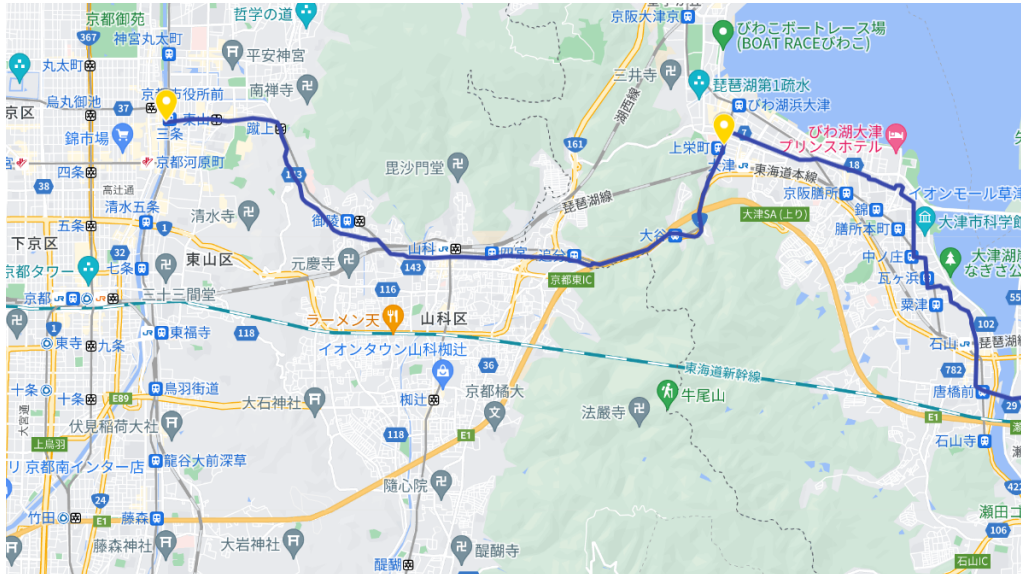 京都御苑
哲学の道
京阪大津京
びわこボートレース場
(BOAT RACEびわこ)
367
神宮丸太町
平安神宮
丸太町
三井寺
琵琶湖第1疏水
南禅寺
湖西線
京都市役所前
烏丸御池
37
びわ湖浜大津
京区
三条
東山
蹴上
7
びわ湖大津
プリンスホテル
錦市場
161
上栄町
18
京都河原町
大津
東海道本線
四条
毘沙門堂
143
38
高辻通
琵琶湖線
京阪膳所
イオンモール草津
清水五条
清水寺
錦
大津市科学館
五条
1
御陵
大津SA (上り)
膳所本町
下京区
32
山科
大谷
中ノ庄
大津湖岸
なぎさ公
東山区
元慶寺
143
四宮
追分
瓦ヶ浜
京都タワー
七条
京都東IC
116
粟津
京都
三十三間堂
ラーメン天
山科区
102
東福寺
118
石山
琵琶湖線
1
東寺
九条
イオンタウン山科椥辻
36
東海道新幹線
782
鳥羽街道
京都橘大
牛尾山
唐橋前
十条
十条
E89
大石神社
椥辻
法厳寺
29
大宮通
伏見稲荷大社
E1
上鳥羽
118
E1
石山寺
京都南インター店
龍谷大前深草
24
随心院
422
竹田
E1
藤森
瀬田ゴ
106
藤森神社
大岩神社
醍醐
醍醐寺
石山IC